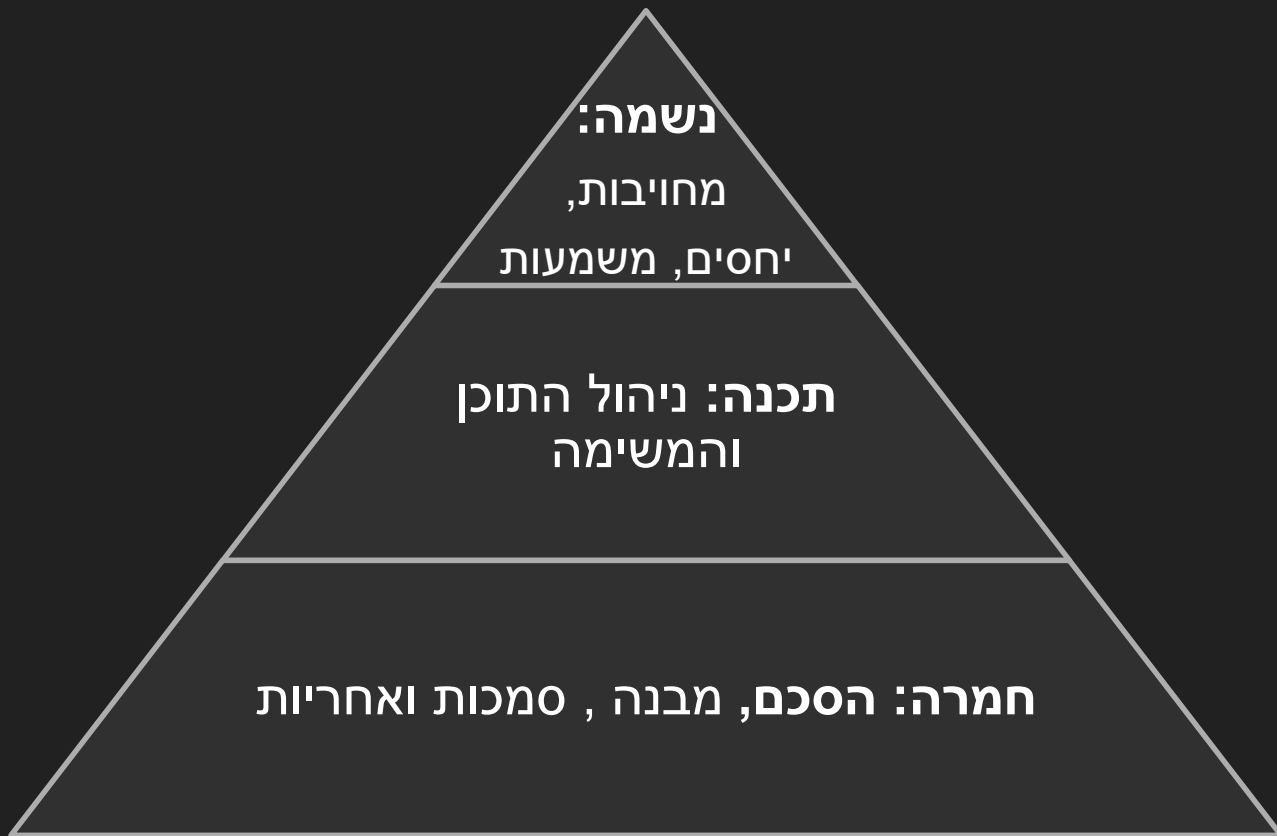 נשמה:
מחויבות,
יחסים, משמעות
תכנה: ניהול התוכן
והמשימה
חמרה: הסכם, מבנה , סמכות ואחריות